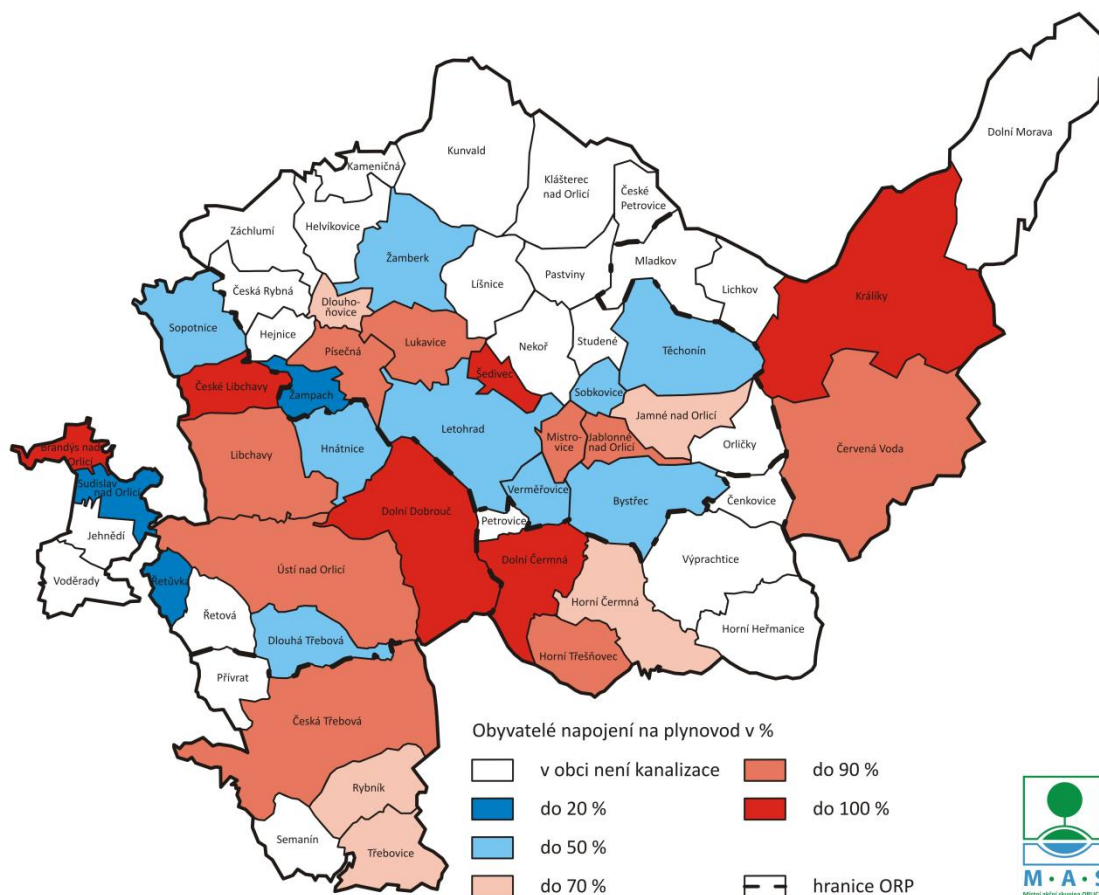 Dolní Morava
Kunvald
Kameničná
Klášterec
nad Orlicí
České
Petrovice
Helvíkovice
Záchlumí
Žamberk
Mladkov
Pastviny
Líšnice
Lichkov
Česká Rybná
Králíky
Dlouho-
ňovice
Sopotnice
Hejnice
Písečná
Lukavice
Nekoř
Studené
Těchonín
Šedivec
České Libchavy
Žampach
Sobkovice
Jamné nad Orlicí
Letohrad
Mistro-
vice
Jablonné
nad Orlicí
Orličky
Hnátnice
Libchavy
Červená Voda
Brandýs nad
Orlicí
Sudislav
nad Orlicí
Verměřovice
Bystřec
Čenkovice
Dolní Dobrouč
Petrovice
Jehnědí
Dolní Čermná
Výprachtice
Ústí nad Orlicí
Voděrady
Řetůvka
Horní Čermná
Řetová
Horní Heřmanice
Dlouhá Třebová
Horní Třešňovec
Přívrat
Česká Třebová
Rybník
Semanín
Třebovice
Obyvatelé napojení na plynovod v %
v obci není kanalizace
do 20 %
do 50 %
do 70 %
do 90 %
do 100 %
hranice ORP
M · A · S